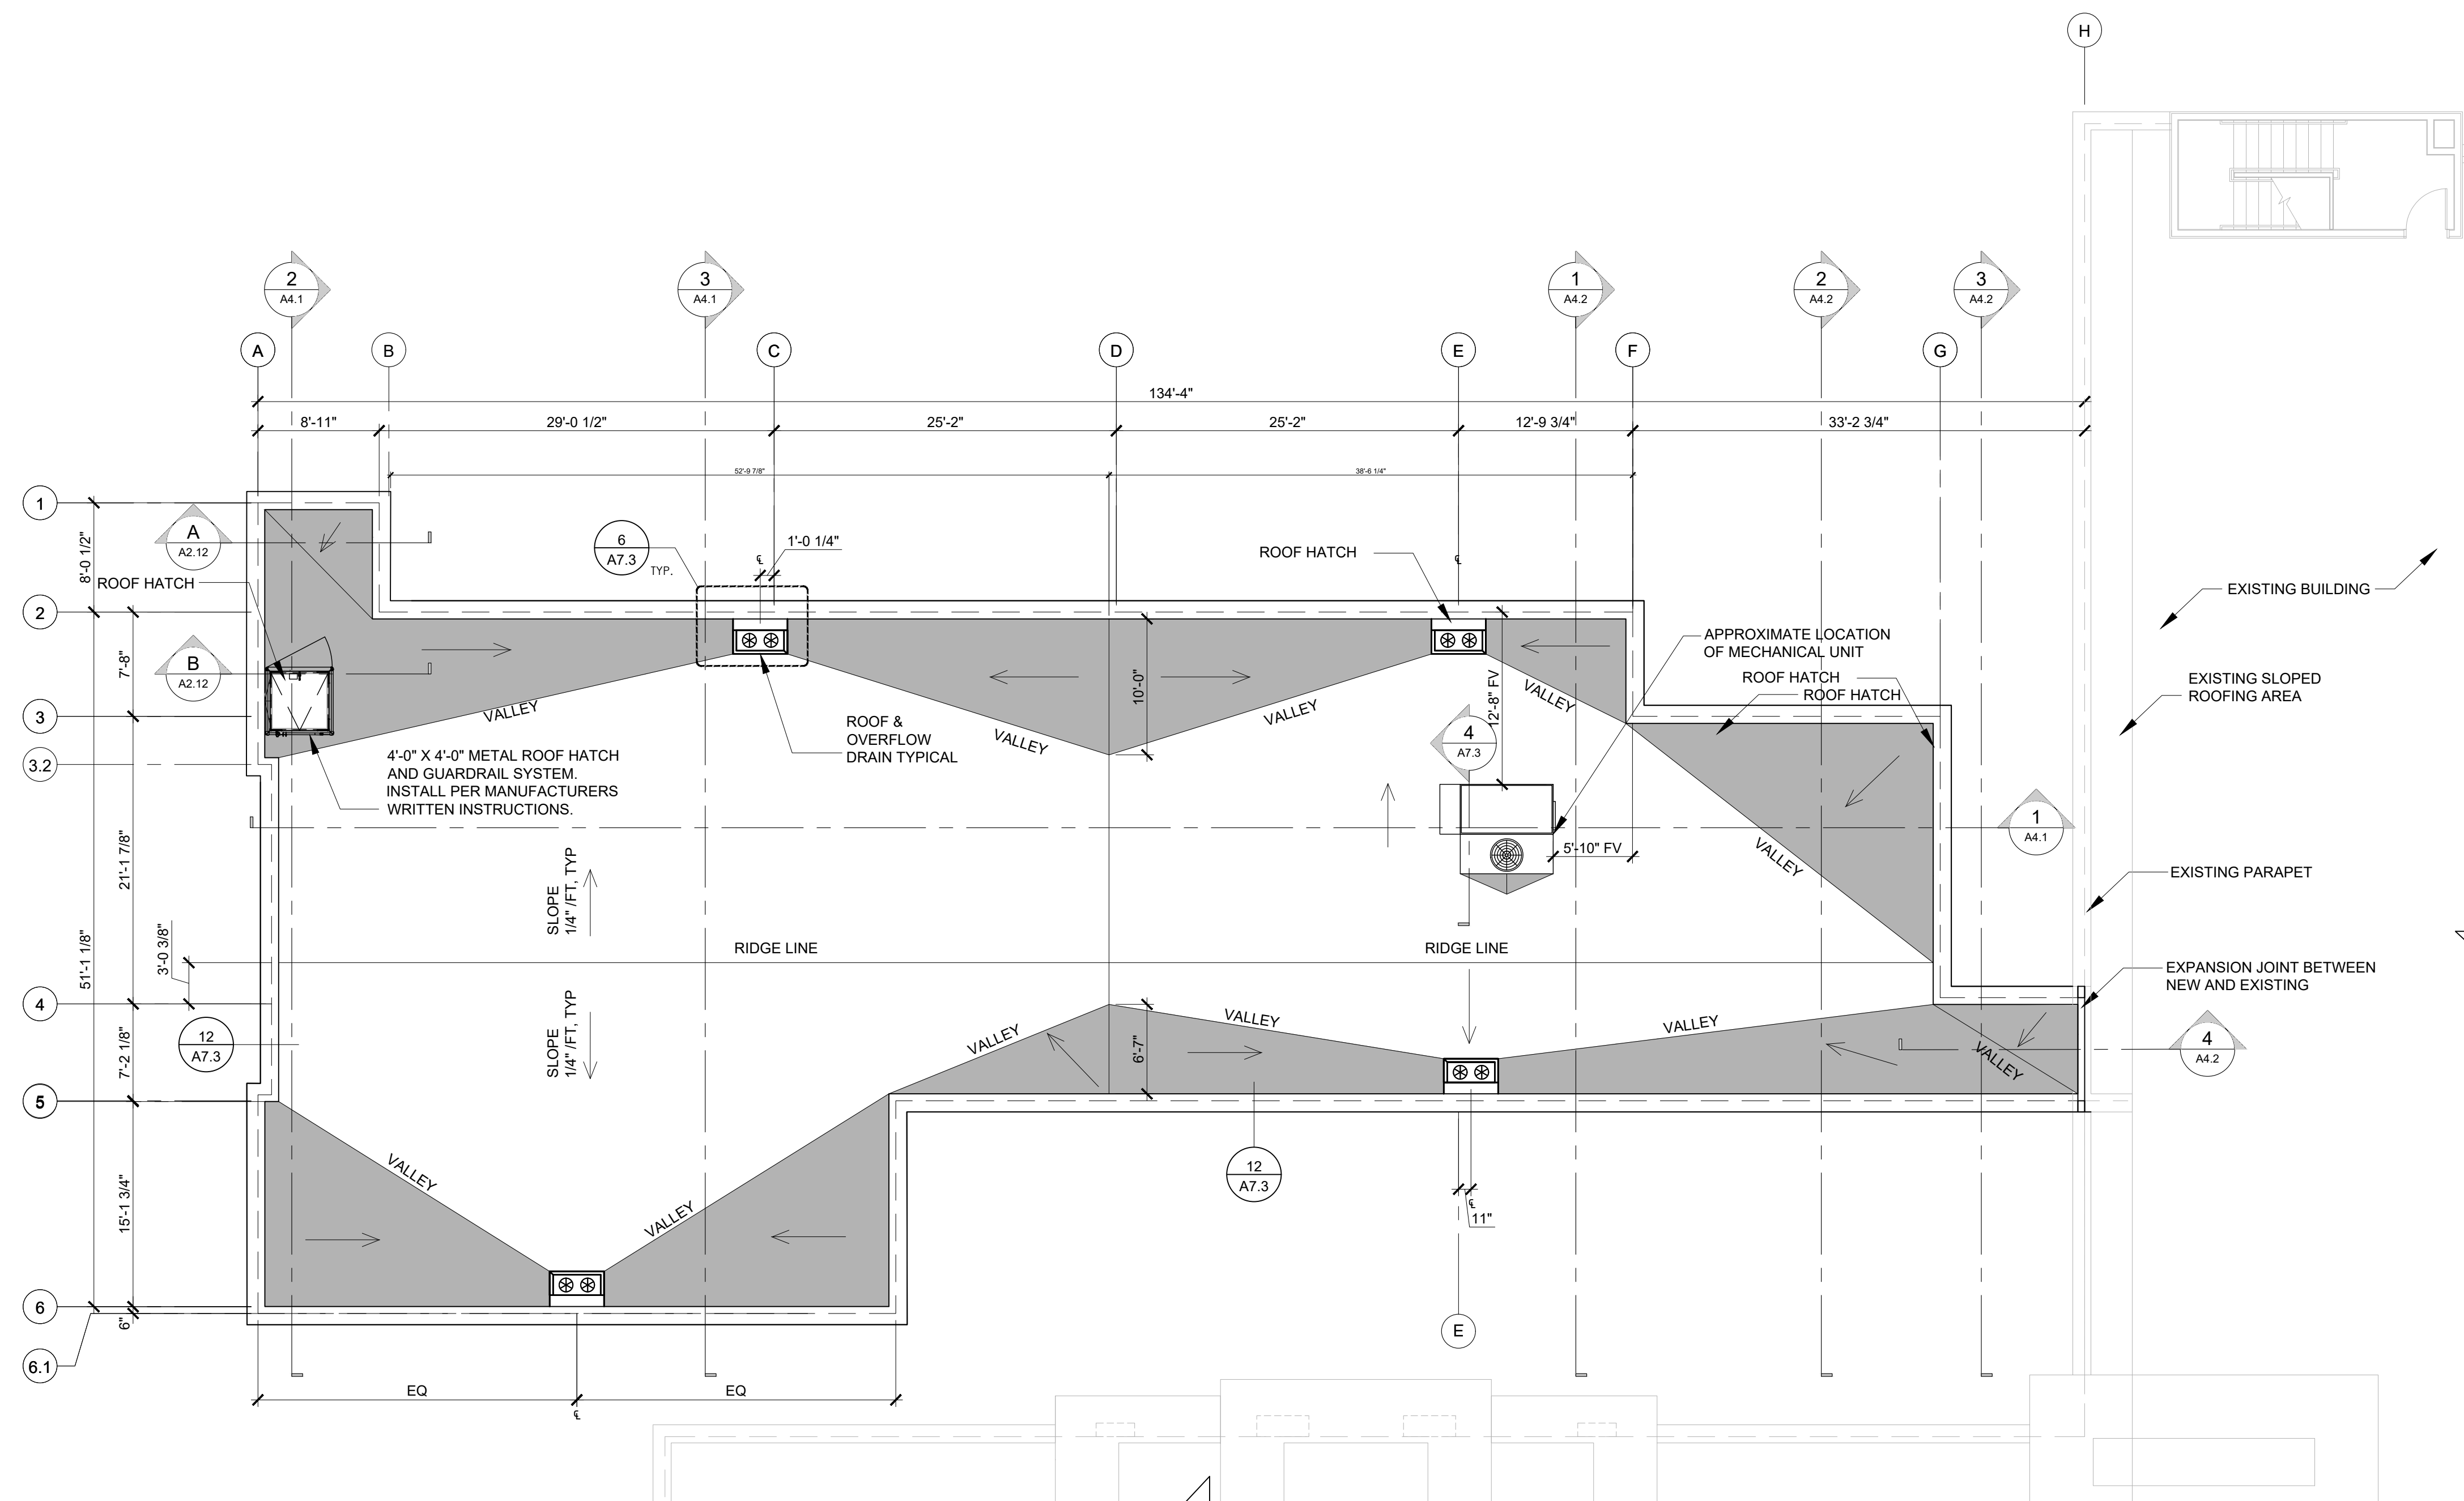 H
2
A4.1
3
A4.1
1
A4.2
2
A4.2
3
A4.2
A
B
C
D
E
F
G
134'-4"
8'-11"
29'-0 1/2"
25'-2"
25'-2"
12'-9 3/4"
33'-2 3/4"
52'-9 7/8"
38'-6 1/4"
1
A
A2.12
8'-0 1/2"
6
A7.3
TYP.
℄
1'-0 1/4"
ROOF HATCH
℄
ROOF HATCH
2
EXISTING BUILDING
7'-8"
B
A2.12
APPROXIMATE LOCATION
OF MECHANICAL UNIT
ROOF HATCH
ROOF HATCH
EXISTING SLOPED
ROOFING AREA
10'-0"
12'-8" FV
VALLEY
VALLEY
VALLEY
VALLEY
3
ROOF &
OVERFLOW
DRAIN TYPICAL
4
A7.3
3.2
4'-0" X 4'-0" METAL ROOF HATCH
AND GUARDRAIL SYSTEM.
INSTALL PER MANUFACTURERS
WRITTEN INSTRUCTIONS.
1
A4.1
21'-1 7/8"
5'-10" FV
VALLEY
EXISTING PARAPET
SLOPE
1/4" /FT, TYP
51'-1 1/8"
3'-0 3/8"
RIDGE LINE
RIDGE LINE
EXPANSION JOINT BETWEEN
NEW AND EXISTING
4
12
A7.3
7'-2 1/8"
SLOPE
1/4" /FT, TYP
VALLEY
VALLEY
VALLEY
VALLEY
6'-7"
4
A4.2
5
12
A7.3
VALLEY
VALLEY
15'-1 3/4"
℄
11"
6
6"
E
6.1
EQ
EQ
℄